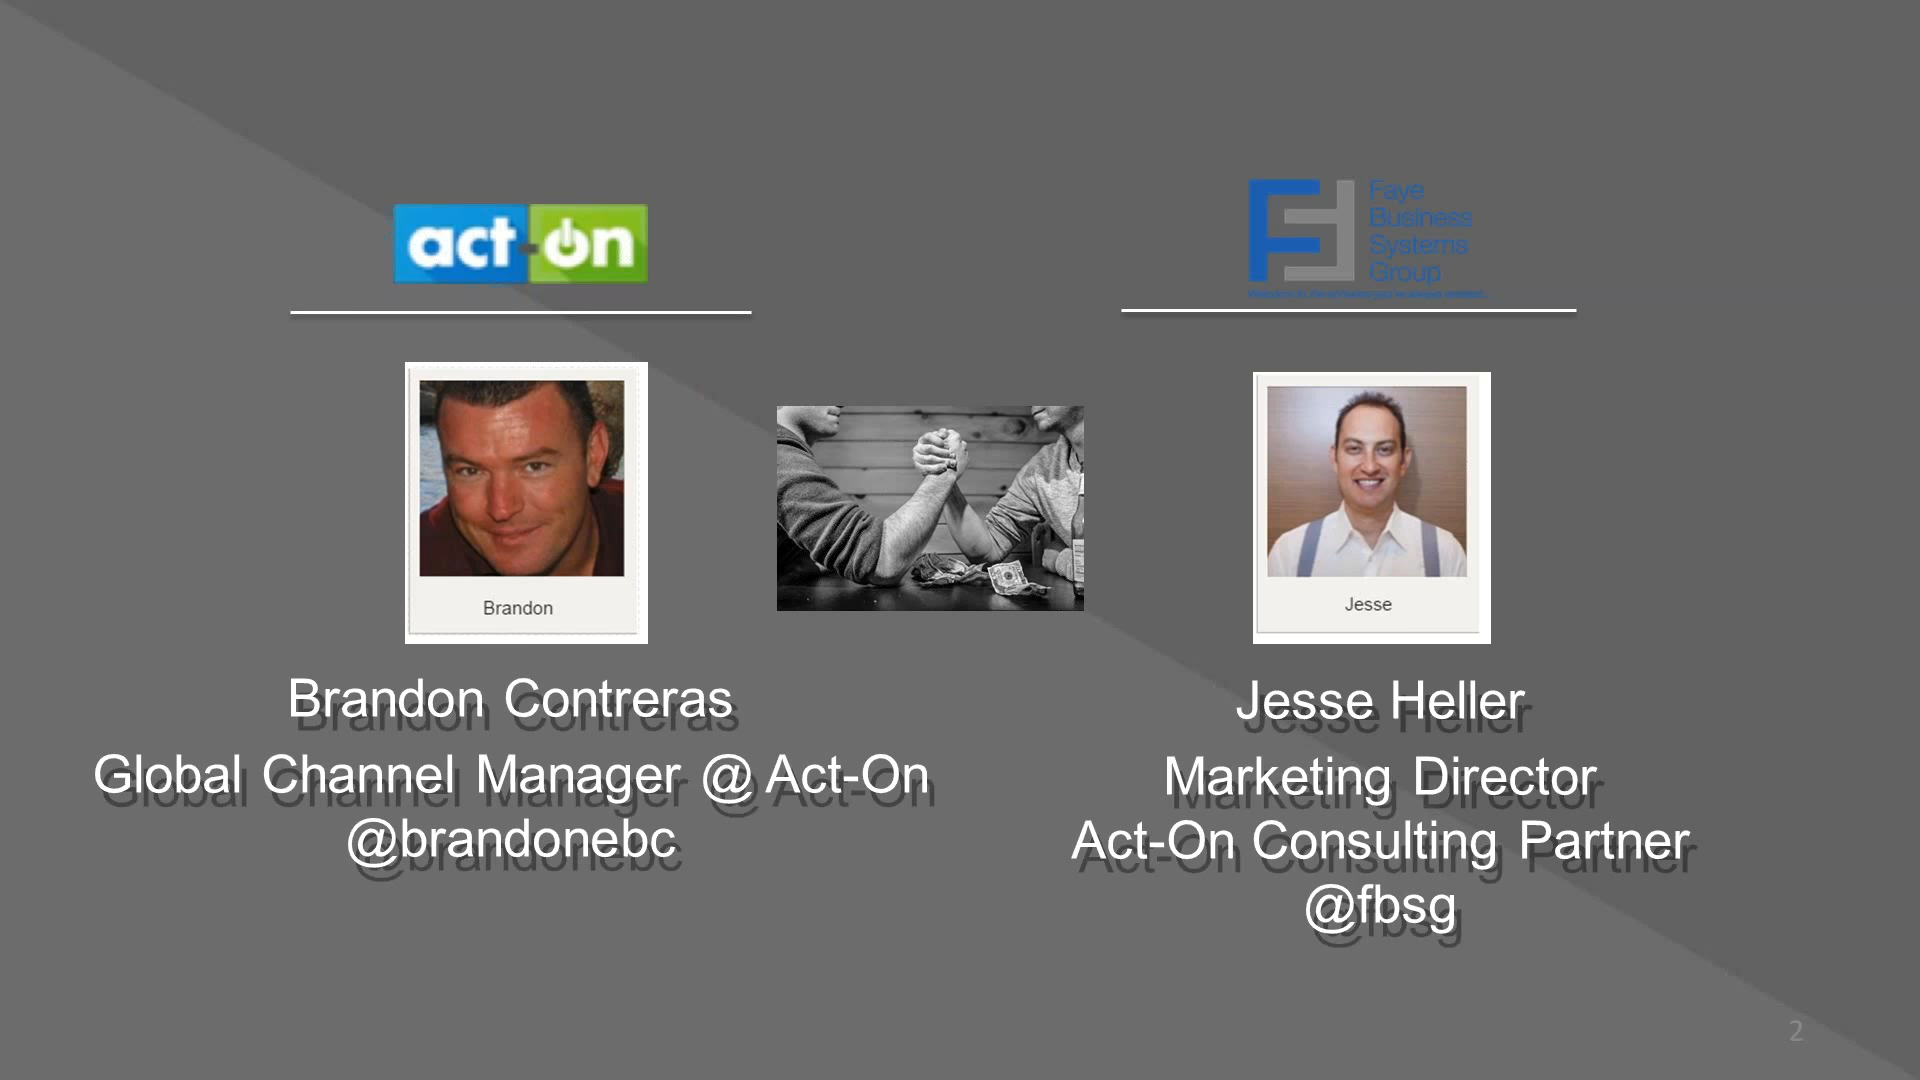 act-on
Faye
Business
Systems
Group
Brandon
Jesse
Brandon Contreras
Global Channel Manager @ Act-On
@brandonebc
Jesse Heller
Marketing Director
Act-On Consulting Partner
@fbsg
2